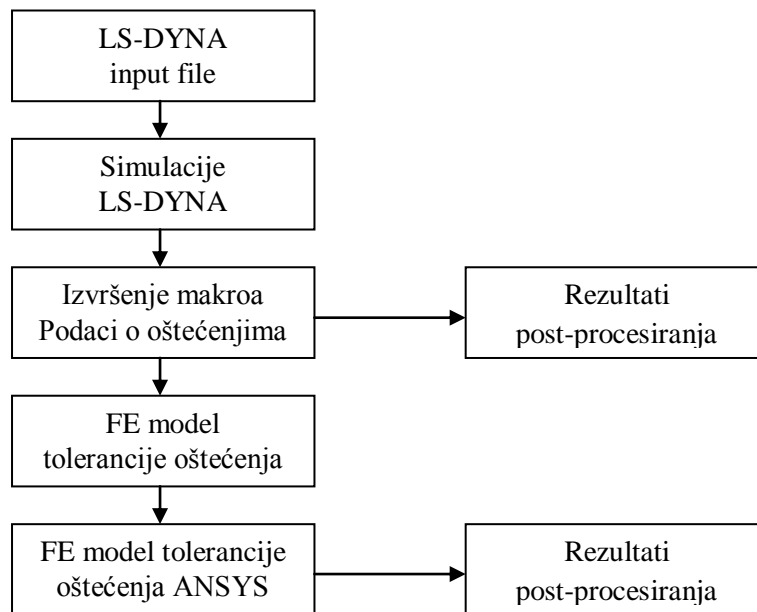 LS-DYNA
input file
Simulacije
LS-DYNA
Izvršenje makroa
Podaci o oštećenjima
Rezultati
post-procesiranja
FE model
tolerancije oštećenja
FE model tolerancije
oštećenja ANSYS
Rezultati
post-procesiranja